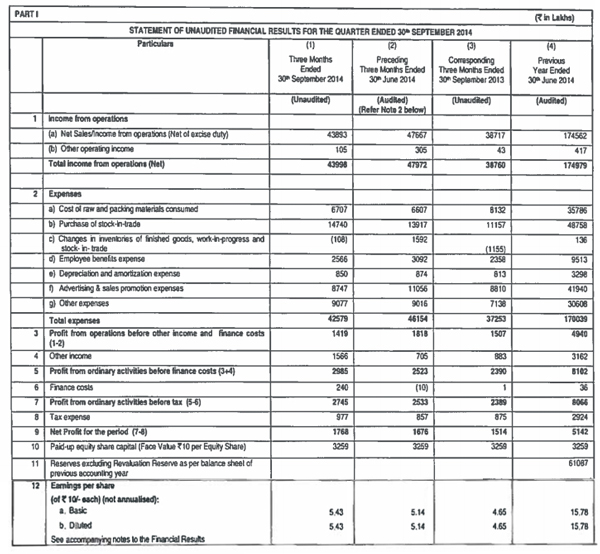 PART I (₹ in Lakhs)
STATEMENT OF UNAUDITED FINANCIAL RESULTS FOR THE QUARTER ENDED 30th SEPTEMBER 2014
Particulars (1) (2) (3) (4)
Three Months Preceding Corresponding Previous
Ended Three Months Ended Three Months Ended Year Ended
30th September 2014 30th June 2014 30th September 2013 30th June 2014
(Unaudited) (Audited) (Unaudited) (Audited)
(Refer Note 2 below)
1 Income from operations
(a) Net Sales/Income from operations (Net of excise duty) 43893 47667 38717 174562
(b) Other operating income 105 305 43 417
Total income from operations (Net) 43998 47972 38760 174979
2 Expenses
a) Cost of raw and packing materials consumed 6707 6607 8132 35786
b) Purchase of stock-in-trade 14740 13917 11157 48758
c) Changes in inventories of finished goods, work-in-progress and (108) 1592 136
stock- in- trade (1155)
d) Employee benefits expense 2566 3092 2358 9513
e) Depreciation and amortization expense 850 874 813 3298
f) Advertising & sales promotion expenses 8747 11056 8810 41940
g) Other expenses 9077 9016 7138 30608
Total expenses 42579 46154 37253 170039
3 Profit from operations before other income and finance costs 1419 1818 1507 4940
(1-2)
4 Other income 1566 705 883 3162
5 Profit from ordinary activities before finance costs (3+4) 2985 2523 2390 8102
6 Finance costs 240 (10) 1 36
7 Profit from ordinary activities before tax (5-6) 2745 2533 2389 8066
8 Tax expense 977 857 875 2924
9 Net Profit for the period (7-8) 1768 1676 1514 5142
10 Paid-up equity share capital (Face Value ₹10 per Equity Share) 3259 3259 3259 3259
11 Reserves excluding Revaluation Reserve as per balance sheet of 61087
previous accounting year
12 Earnings per share
(of ₹ 10/- each) (not annualised):
a. Basic 5.43 5.14 4.65 15.78
b. Diluted 5.43 5.14 4.65 15.78
See accompanying notes to the Financial Results